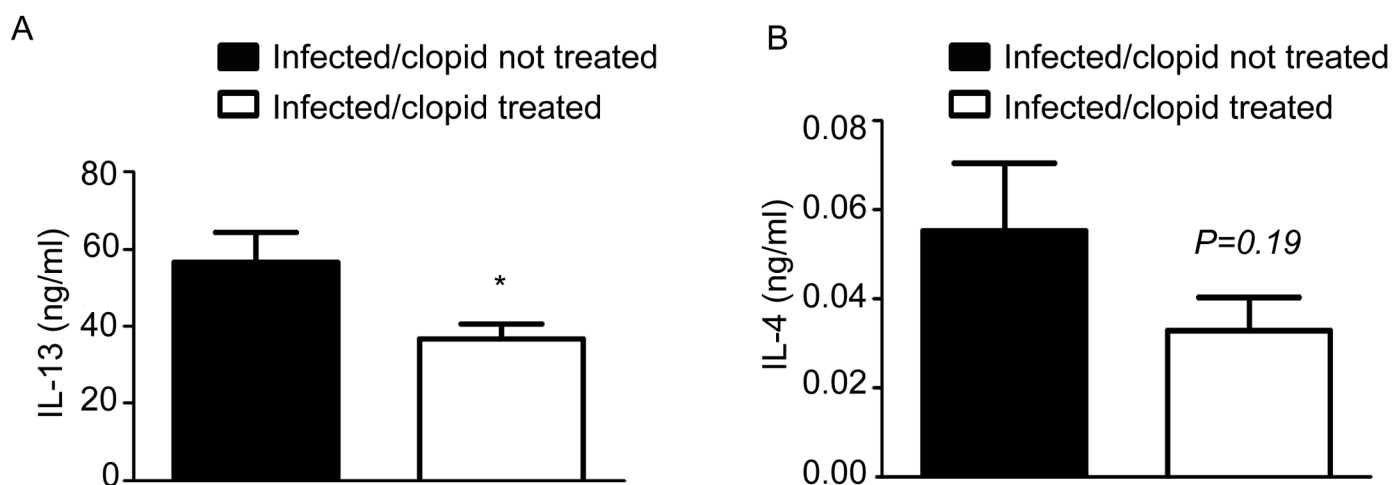 A
Infected/clopid not treated
Infected/clopid treated
IL-13 (ng/ml)
80
60
40
20
0
*
B
Infected/clopid not treated
Infected/clopid treated
IL-4 (ng/ml)
0.08
0.06
0.04
0.02
0.00
P=0.19